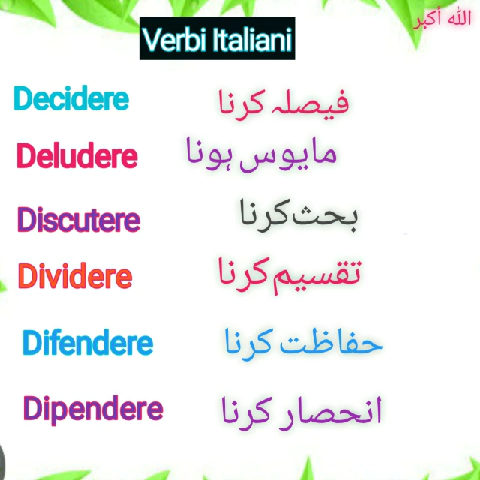 الله أكبر
Verbi Italiani
Decidere فیصلہ کرنا
Deludere مایوس ہونا
Discutere بحث کرنا
Dividere تقسیم کرنا
Difendere حفاظت کرنا
Dipendere انحصار کرنا